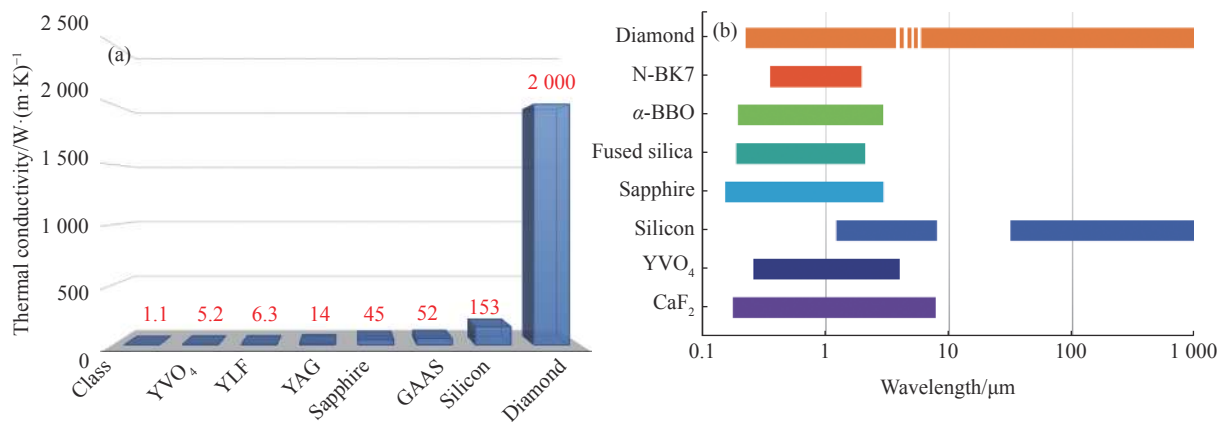 (a)
Thermal conductivity/W·(m·K)⁻¹
2 500
2 000
1 500
1 000
500
0
1.1
5.2
6.3
14
45
52
153
2 000
Class
YVO₄
YLF
YAG
Sapphire
GAAS
Silicon
Diamond
(b)
Diamond
N-BK7
α-BBO
Fused silica
Sapphire
Silicon
YVO₄
CaF₂
0.1
1
10
100
1 000
Wavelength/μm